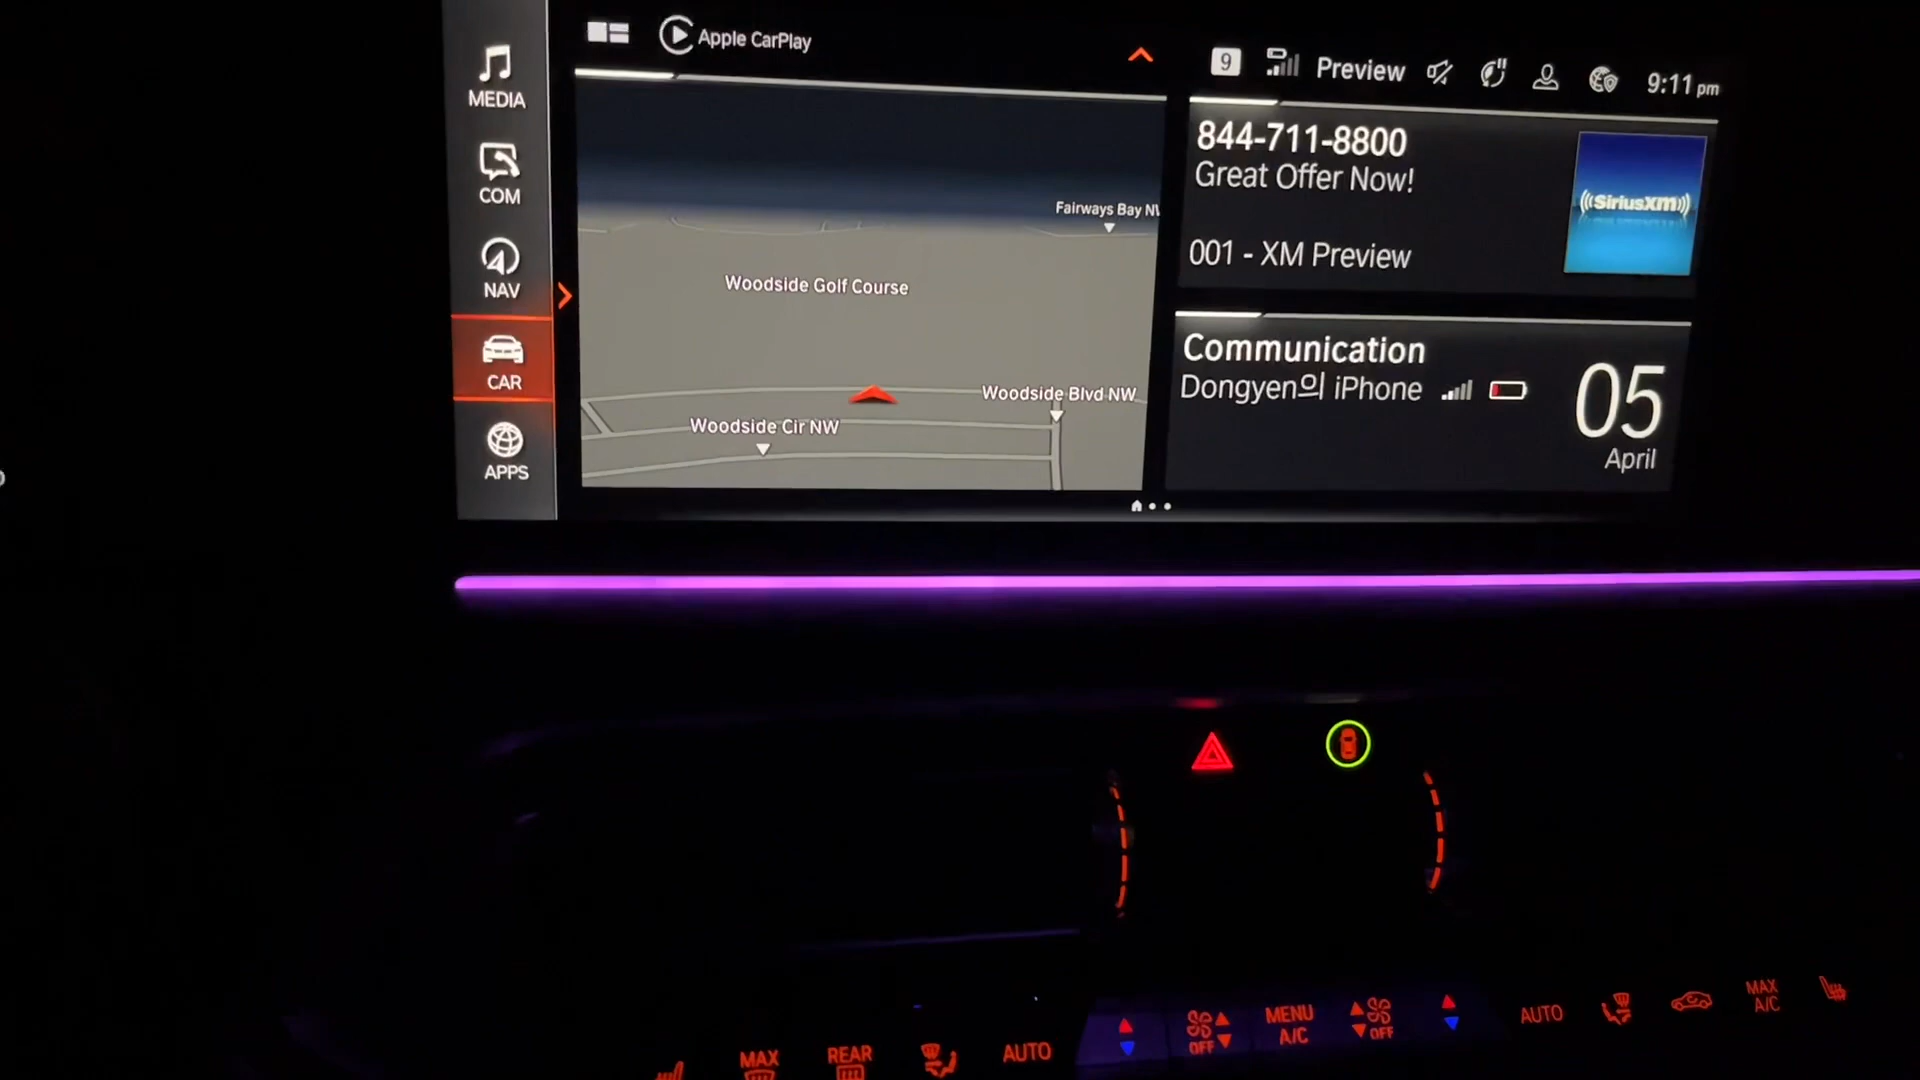 Apple CarPlay
9
Preview
9:11 pm
MEDIA
COM
NAV
CAR
APPS
Fairways Bay NW
Woodside Golf Course
Woodside Blvd NW
Woodside Cir NW
844-711-8800
Great Offer Now!
001 - XM Preview
((SiriusXM))
Communication
Dongyen의 iPhone
05
April
MAX
REAR
AUTO
OFF
MENU
A/C
OFF
AUTO
MAX
A/C